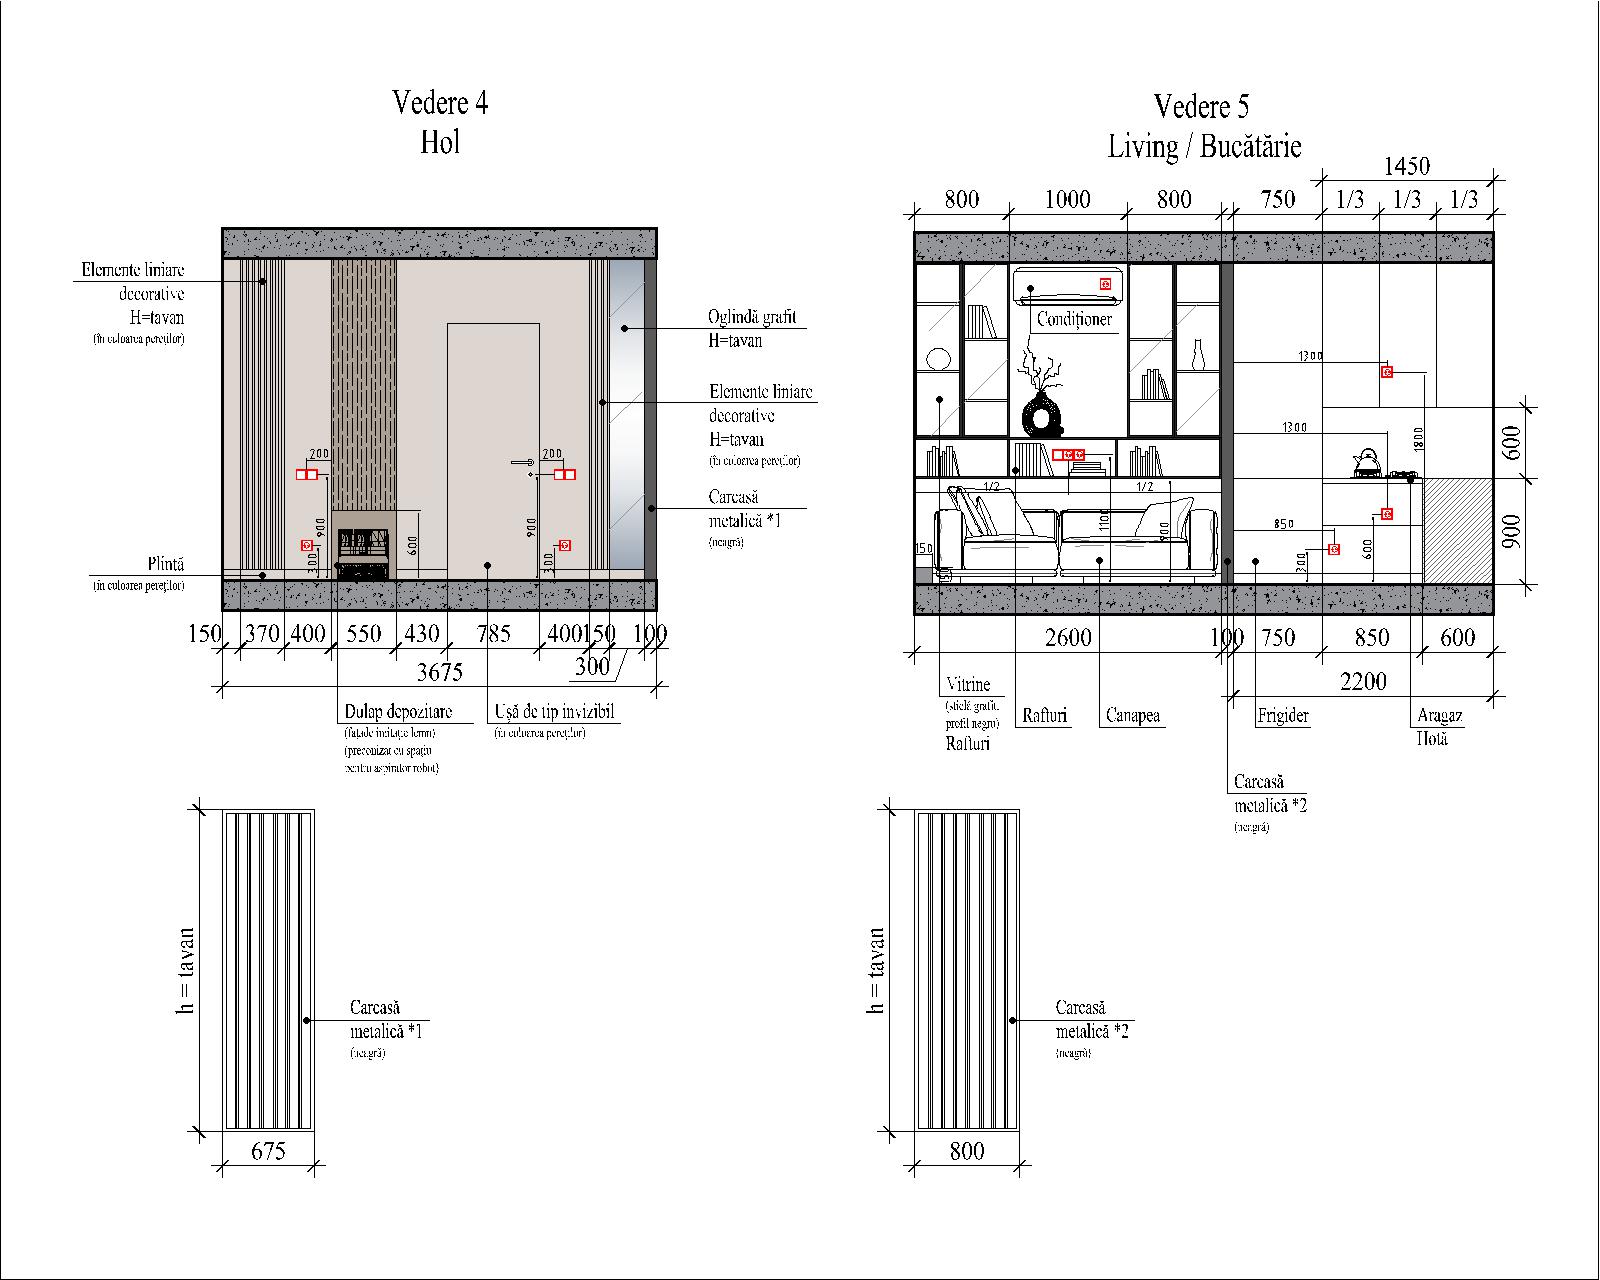 Vedere 4
Hol
Elemente liniare
decorative
H=tavan
(în culoarea pereților)
Plintă
(în culoarea pereților)
Oglindă grafit
H=tavan
Elemente liniare
decorative
H=tavan
(în culoarea pereților)
Carcasă
metalică *1
(neagră)
200
200
900
300
600
900
300
150 370 400 550 430 785 400 150 100
300
3675
Dulap depozitare
(fațade imitație lemn)
(preconizat cu spațiu
pentru aspirator robot)
Ușă de tip invizibil
(în culoarea pereților)
h = tavan
Carcasă
metalică *1
(neagră)
675
Vedere 5
Living / Bucătărie
1450
800 1000 800 750 1/3 1/3 1/3
Condiționer
1300
1300
1800
600
900
1/2
1/2
1100
900
150
50
850
300
600
2600 100 750 850 600
2200
Vitrine
(sticlă grafit,
profil negru)
Rafturi
Rafturi
Canapea
Frigider
Aragaz
Hotă
Carcasă
metalică *2
(neagră)
h = tavan
Carcasă
metalică *2
(neagră)
800